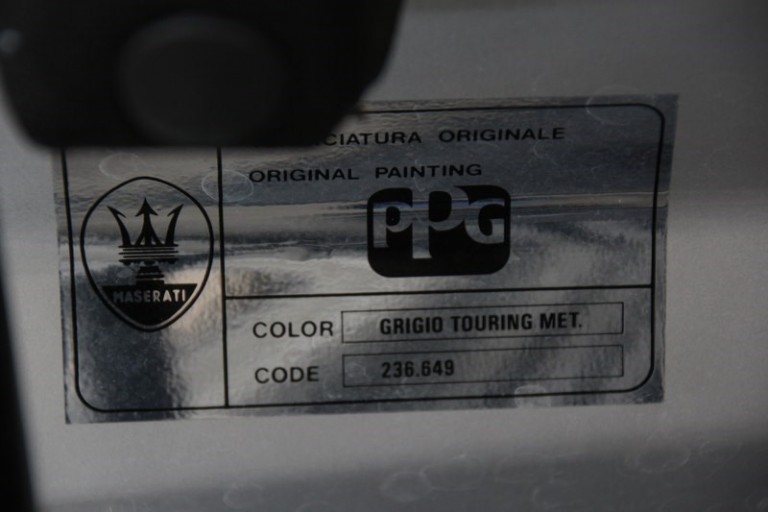 CIATURA ORIGINALE
ORIGINAL PAINTING
PPG
MASERATI
COLOR GRIGIO TOURING MET.
CODE 236.649